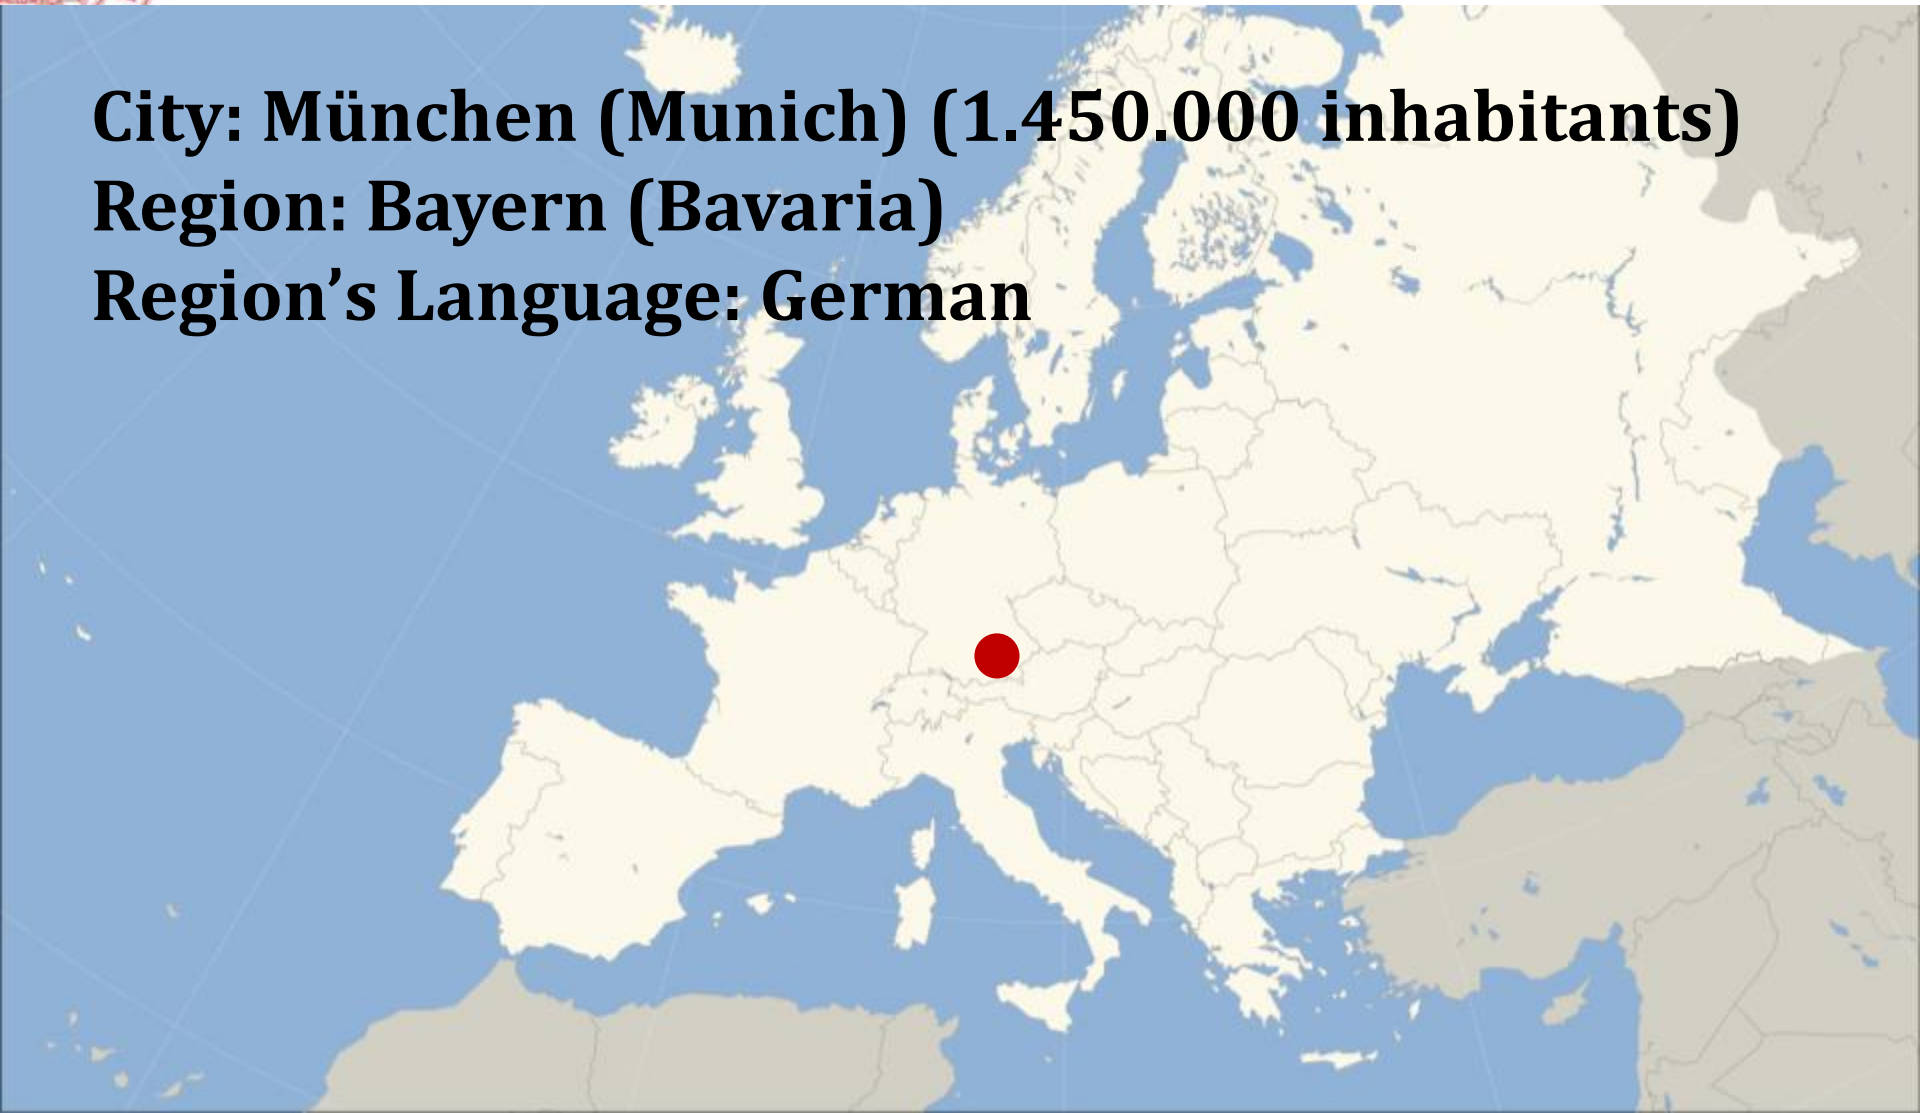 City: München (Munich) (1.450.000 inhabitants)
Region: Bayern (Bavaria)
Region’s Language: German